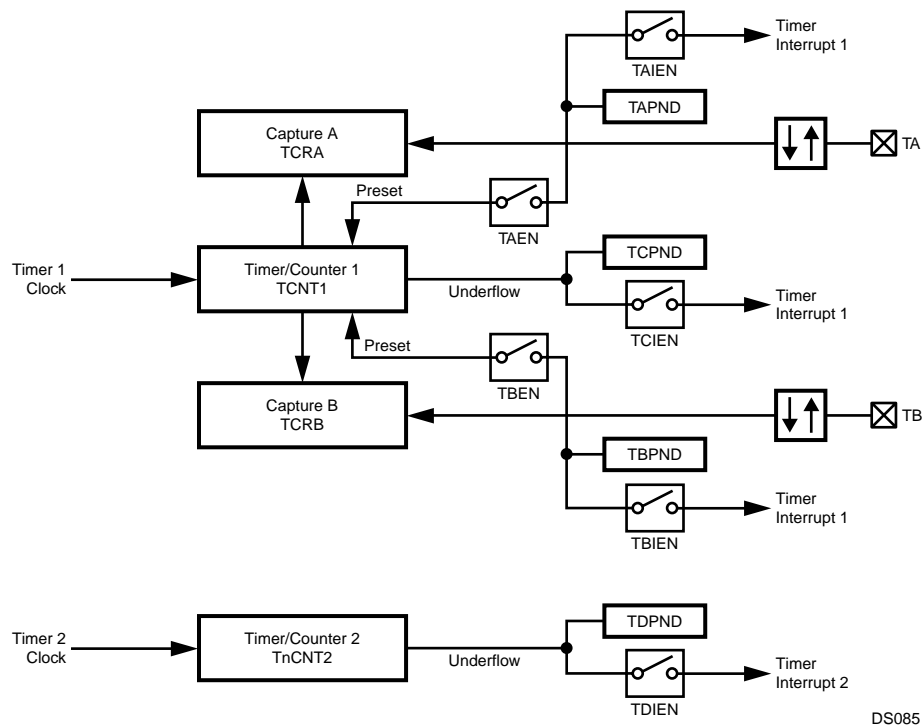 Timer
Interrupt 1
TAIEN
TAPND
Capture A
TCRA
TA
Preset
TAEN
Timer 1
Clock
Timer/Counter 1
TCNT1
Underflow
TCPND
TCIEN
Timer
Interrupt 1
Preset
TBEN
Capture B
TCRB
TB
TBPND
TBIEN
Timer
Interrupt 1
Timer 2
Clock
Timer/Counter 2
TnCNT2
Underflow
TDPND
TDIEN
Timer
Interrupt 2
DS085